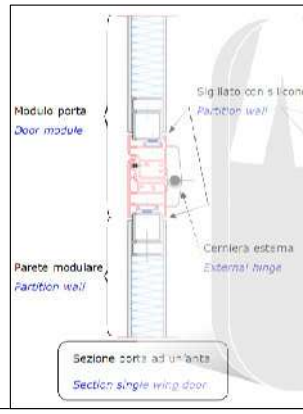 Sigillato con silicone
Partition wall
Modulo porta
Door module
Cerniera esterna
External hinge
Parete modulare
Partition wall
Sezione porta ad un'anta
Section single wing door